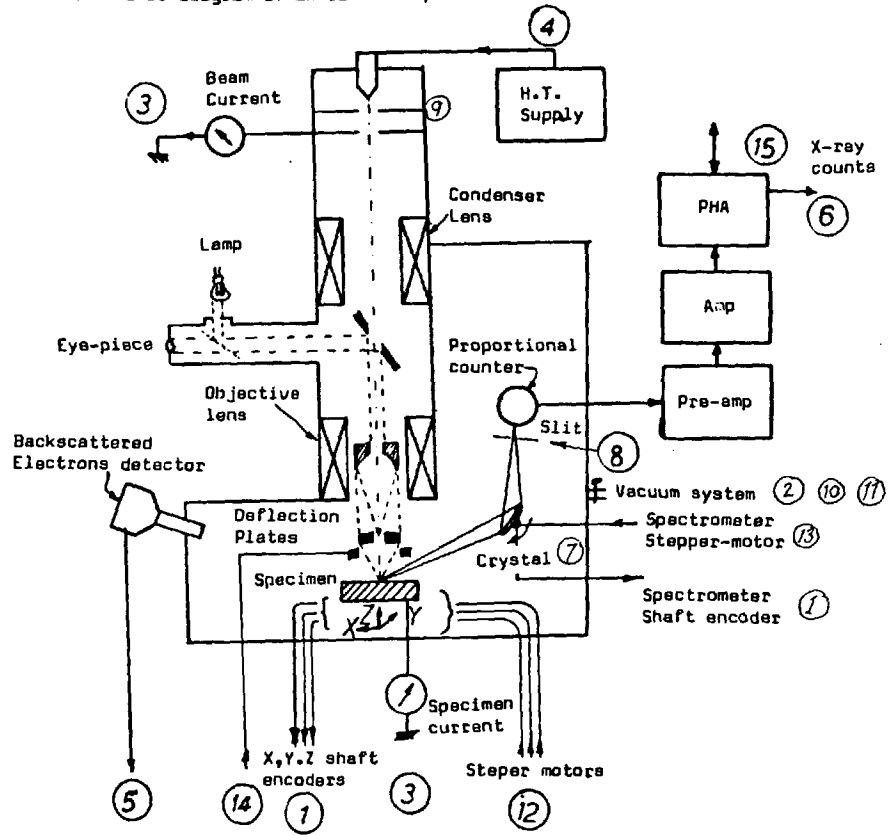 4
Beam
Current
3
9
H.T.
Supply
15
X-ray
counts
6
PHA
Condenser
Lens
Lamp
Amp
Eye-piece
Proportional
counter
Objective
lens
Pre-amp
Slit
8
Backscattered
Electrons detector
Vacuum system 2 10 11
Deflection
Plates
Spectrometer
Stepper-motor 13
Crystal 7
Specimen
Spectrometer
Shaft encoder 1
X Z Y
Specimen
current
X,Y.Z shaft
encoders
Steper motors
5
14
1
3
12